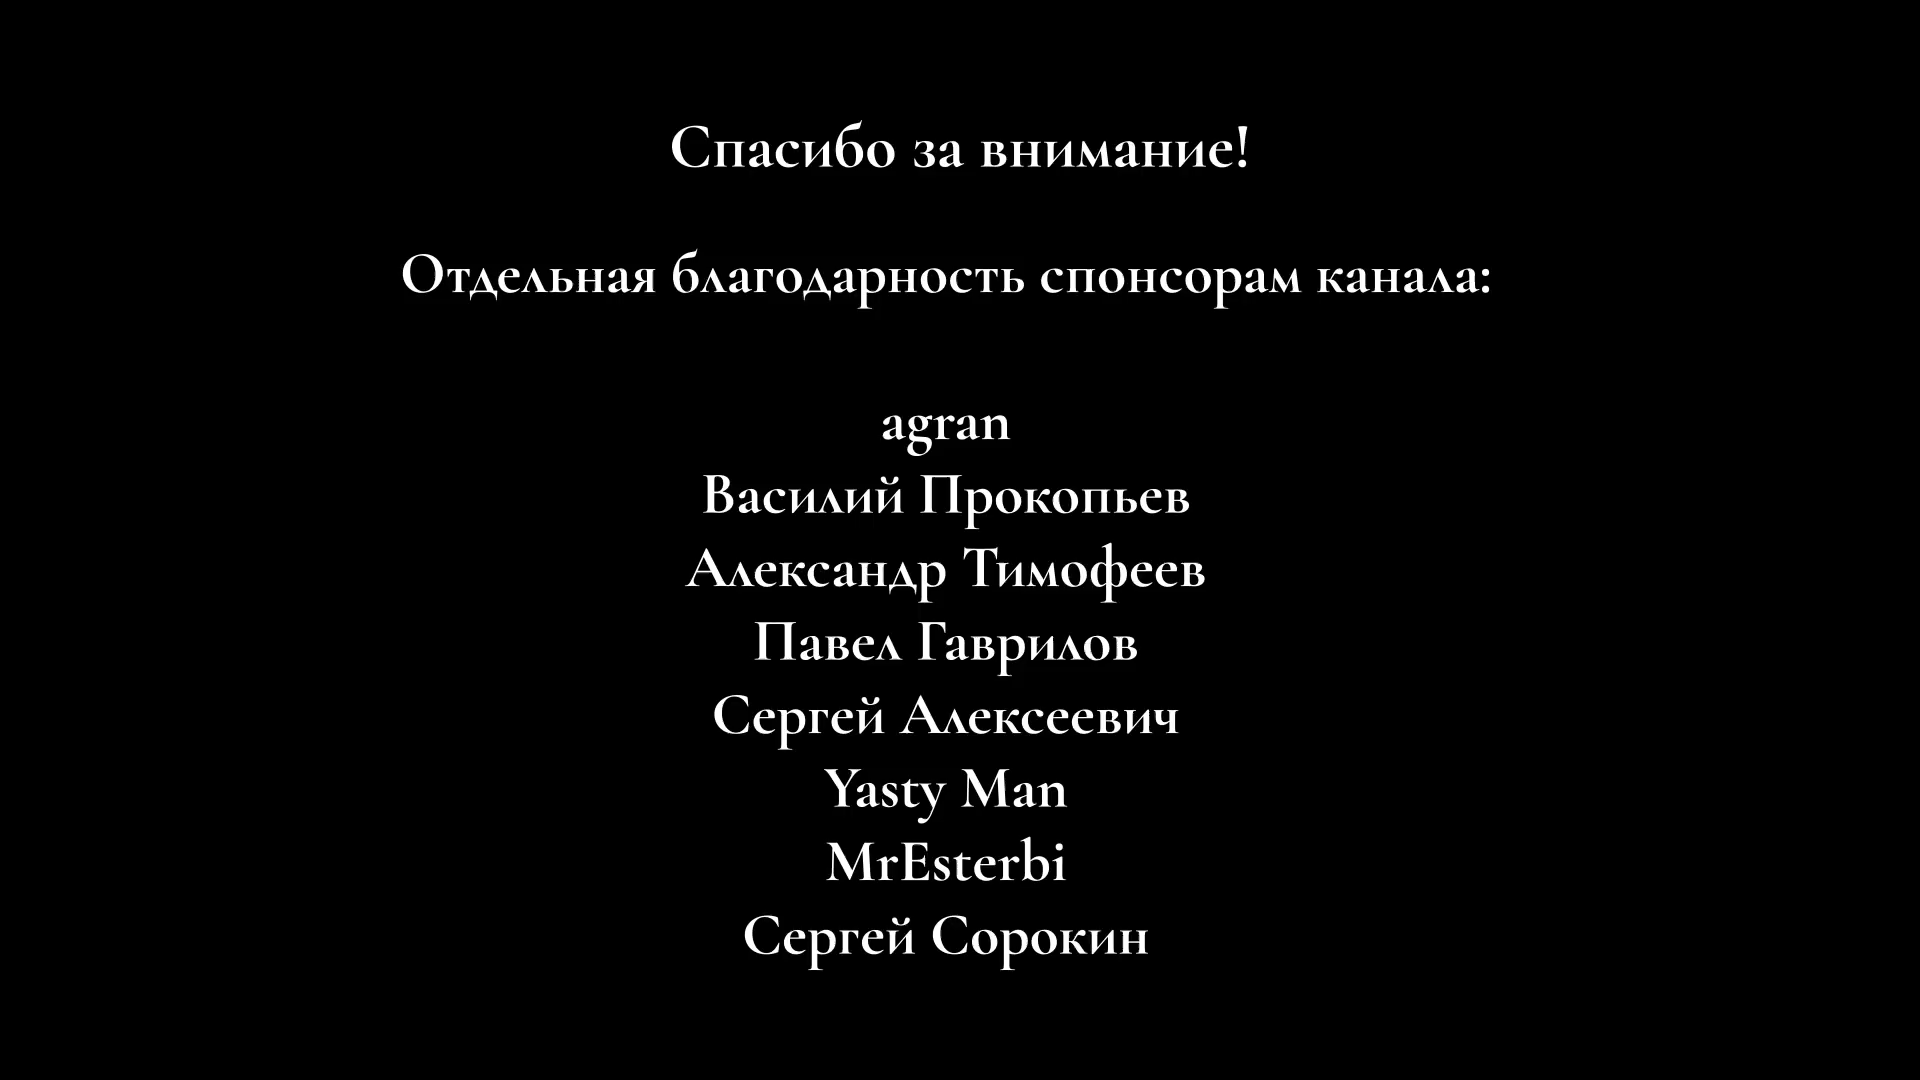 Спасибо за внимание!
Отдельная благодарность спонсорам канала:
agran
Василий Прокопьев
Александр Тимофеев
Павел Гаврилов
Сергей Алексеевич
Yasty Man
MrEsterbi
Сергей Сорокин